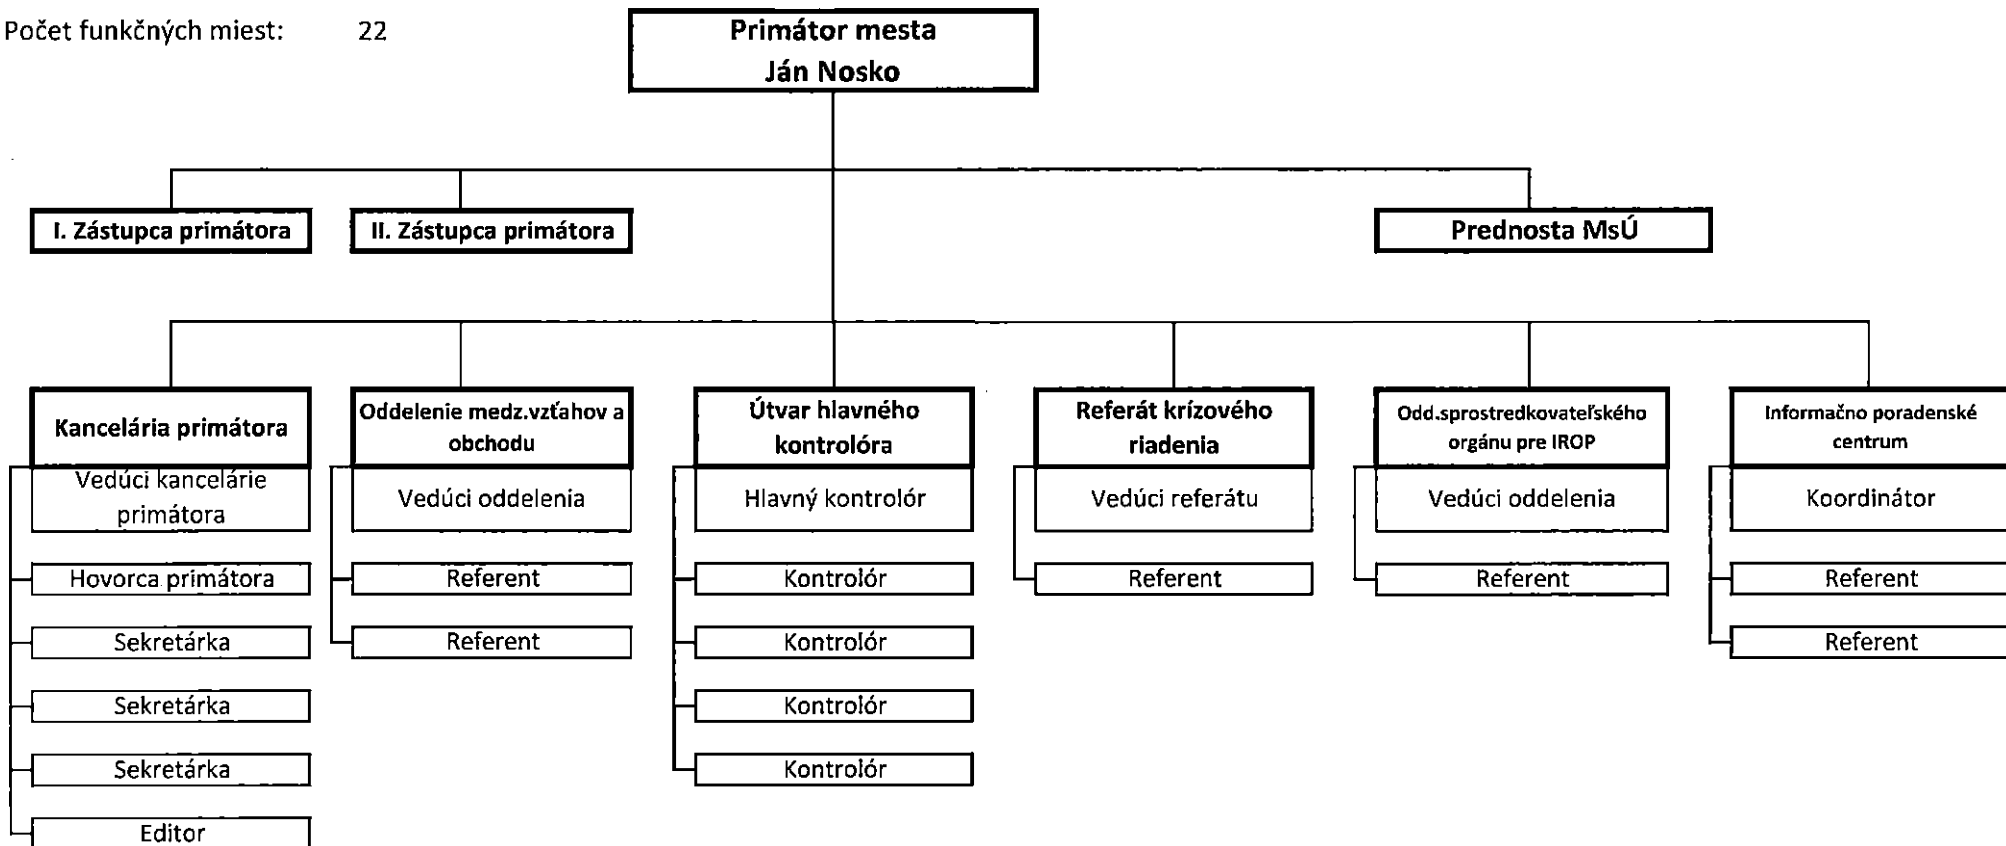 Počet funkčných miest: 22
Primátor mesta
Ján Nosko
I. Zástupca primátora
II. Zástupca primátora
Prednosta MsÚ
Kancelária primátora
Vedúci kancelárie
primátora
Hovorca primátora
Sekretárka
Sekretárka
Sekretárka
Editor
Oddelenie medz.vzťahov a
obchodu
Vedúci oddelenia
Referent
Referent
Útvar hlavného
kontrolóra
Hlavný kontrolór
Kontrolór
Kontrolór
Kontrolór
Kontrolór
Referát krízového
riadenia
Vedúci referátu
Referent
Odd.sprostredkovateľského
orgánu pre IROP
Vedúci oddelenia
Referent
Informačno poradenské
centrum
Koordinátor
Referent
Referent